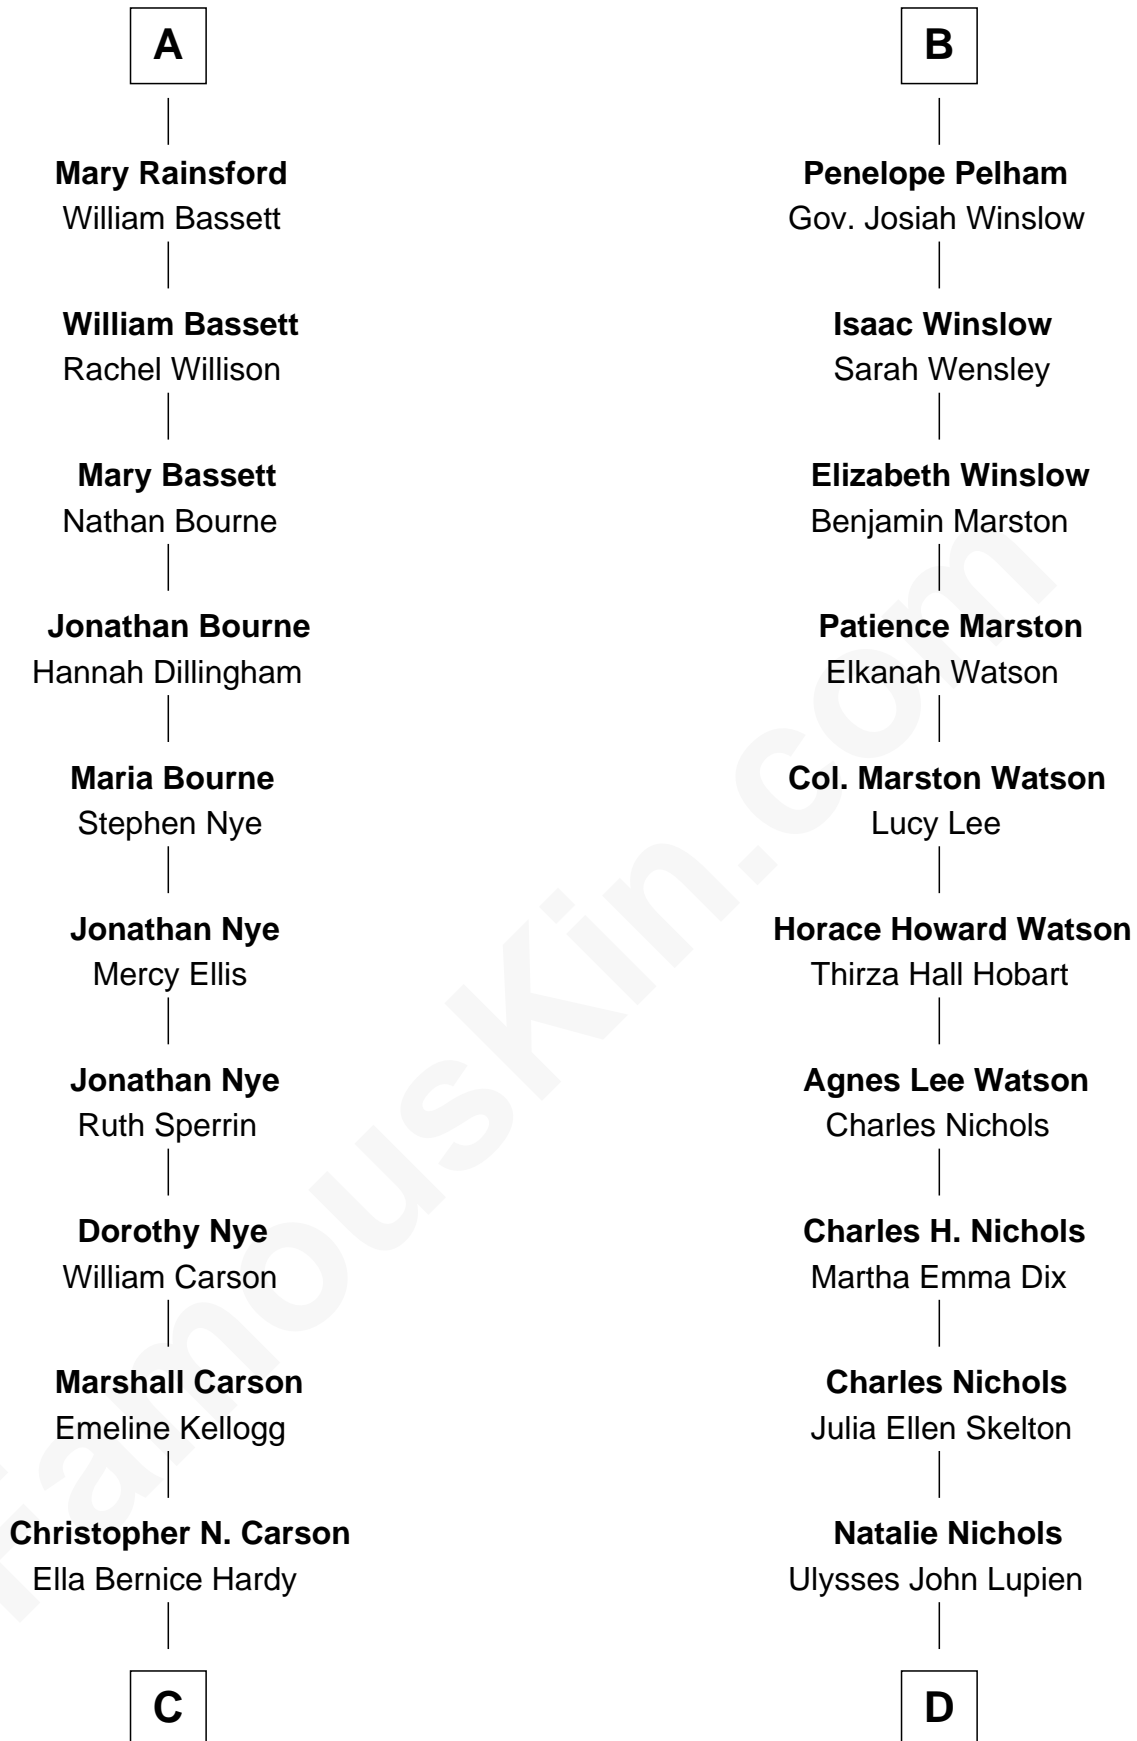 A
Mary Rainsford
William Bassett
William Bassett
Rachel Willison
Mary Bassett
Nathan Bourne
Jonathan Bourne
Hannah Dillingham
Maria Bourne
Stephen Nye
Jonathan Nye
Mercy Ellis
Jonathan Nye
Ruth Sperrin
Dorothy Nye
William Carson
Marshall Carson
Emeline Kellogg
Christopher N. Carson
Ella Bernice Hardy
C
B
Penelope Pelham
Gov. Josiah Winslow
Isaac Winslow
Sarah Wensley
Elizabeth Winslow
Benjamin Marston
Patience Marston
Elkanah Watson
Col. Marston Watson
Lucy Lee
Horace Howard Watson
Thirza Hall Hobart
Agnes Lee Watson
Charles Nichols
Charles H. Nichols
Martha Emma Dix
Charles Nichols
Julia Ellen Skelton
Natalie Nichols
Ulysses John Lupien
D
FamousKin.com